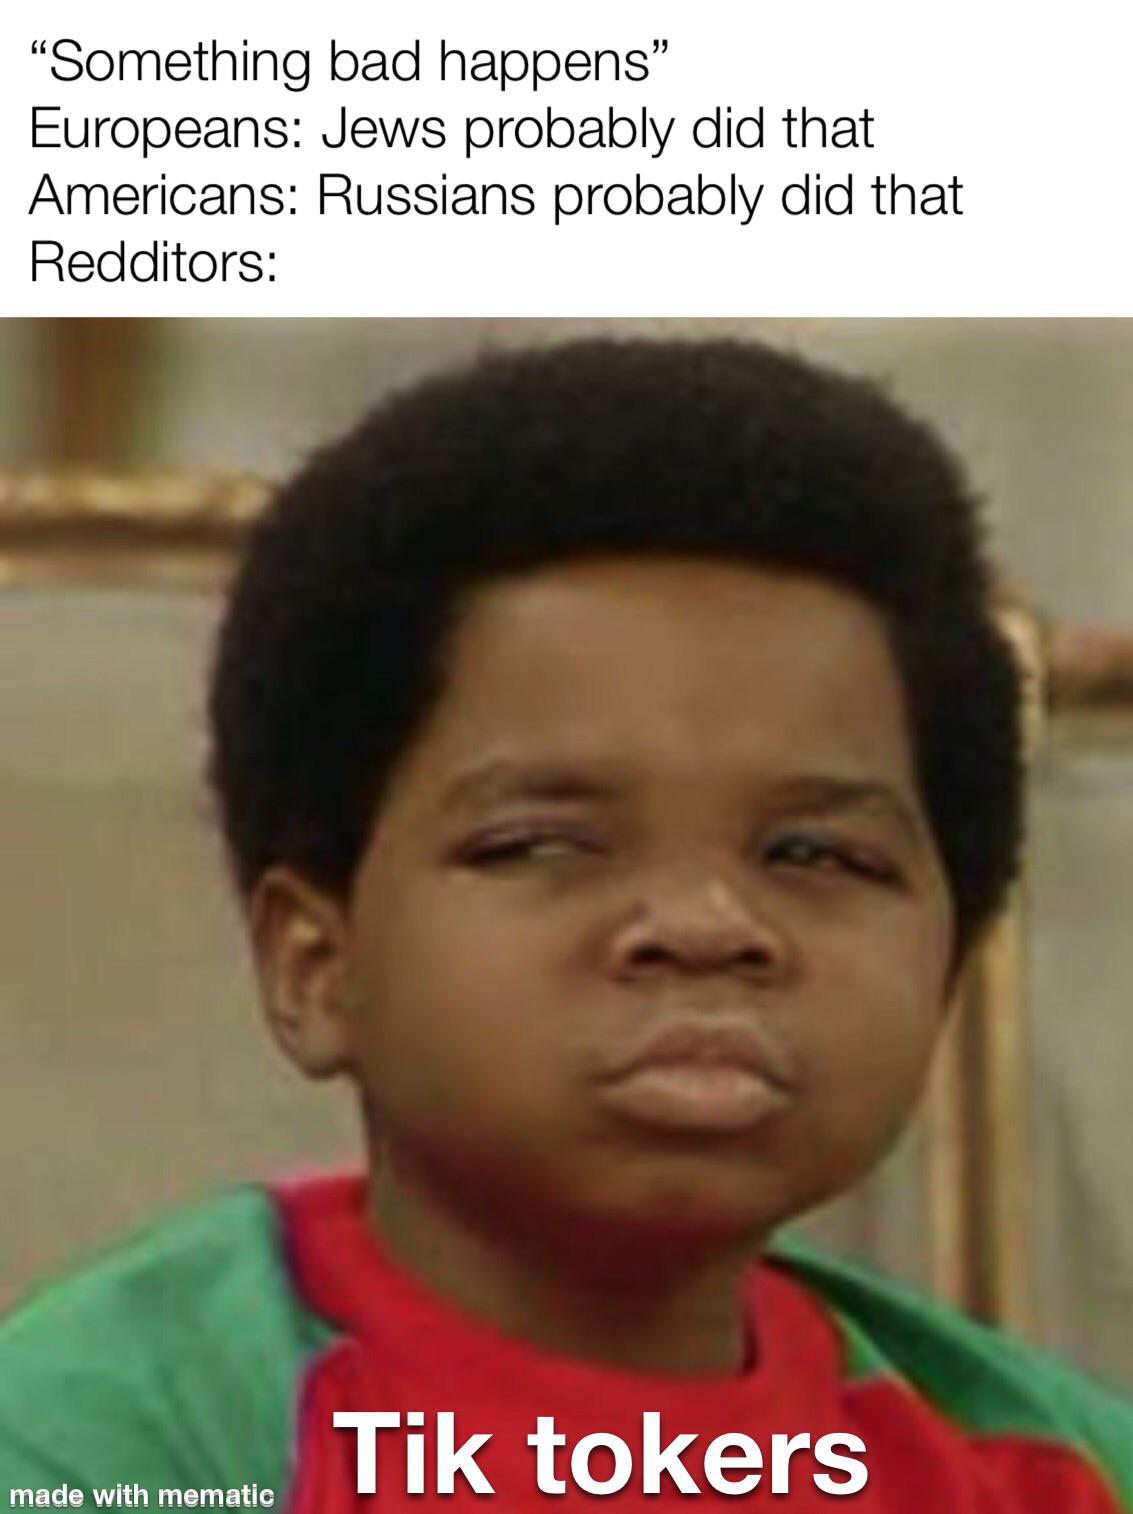 “Something bad happens”
Europeans: Jews probably did that
Americans: Russians probably did that
Redditors:
Tik tokers
made with mematic